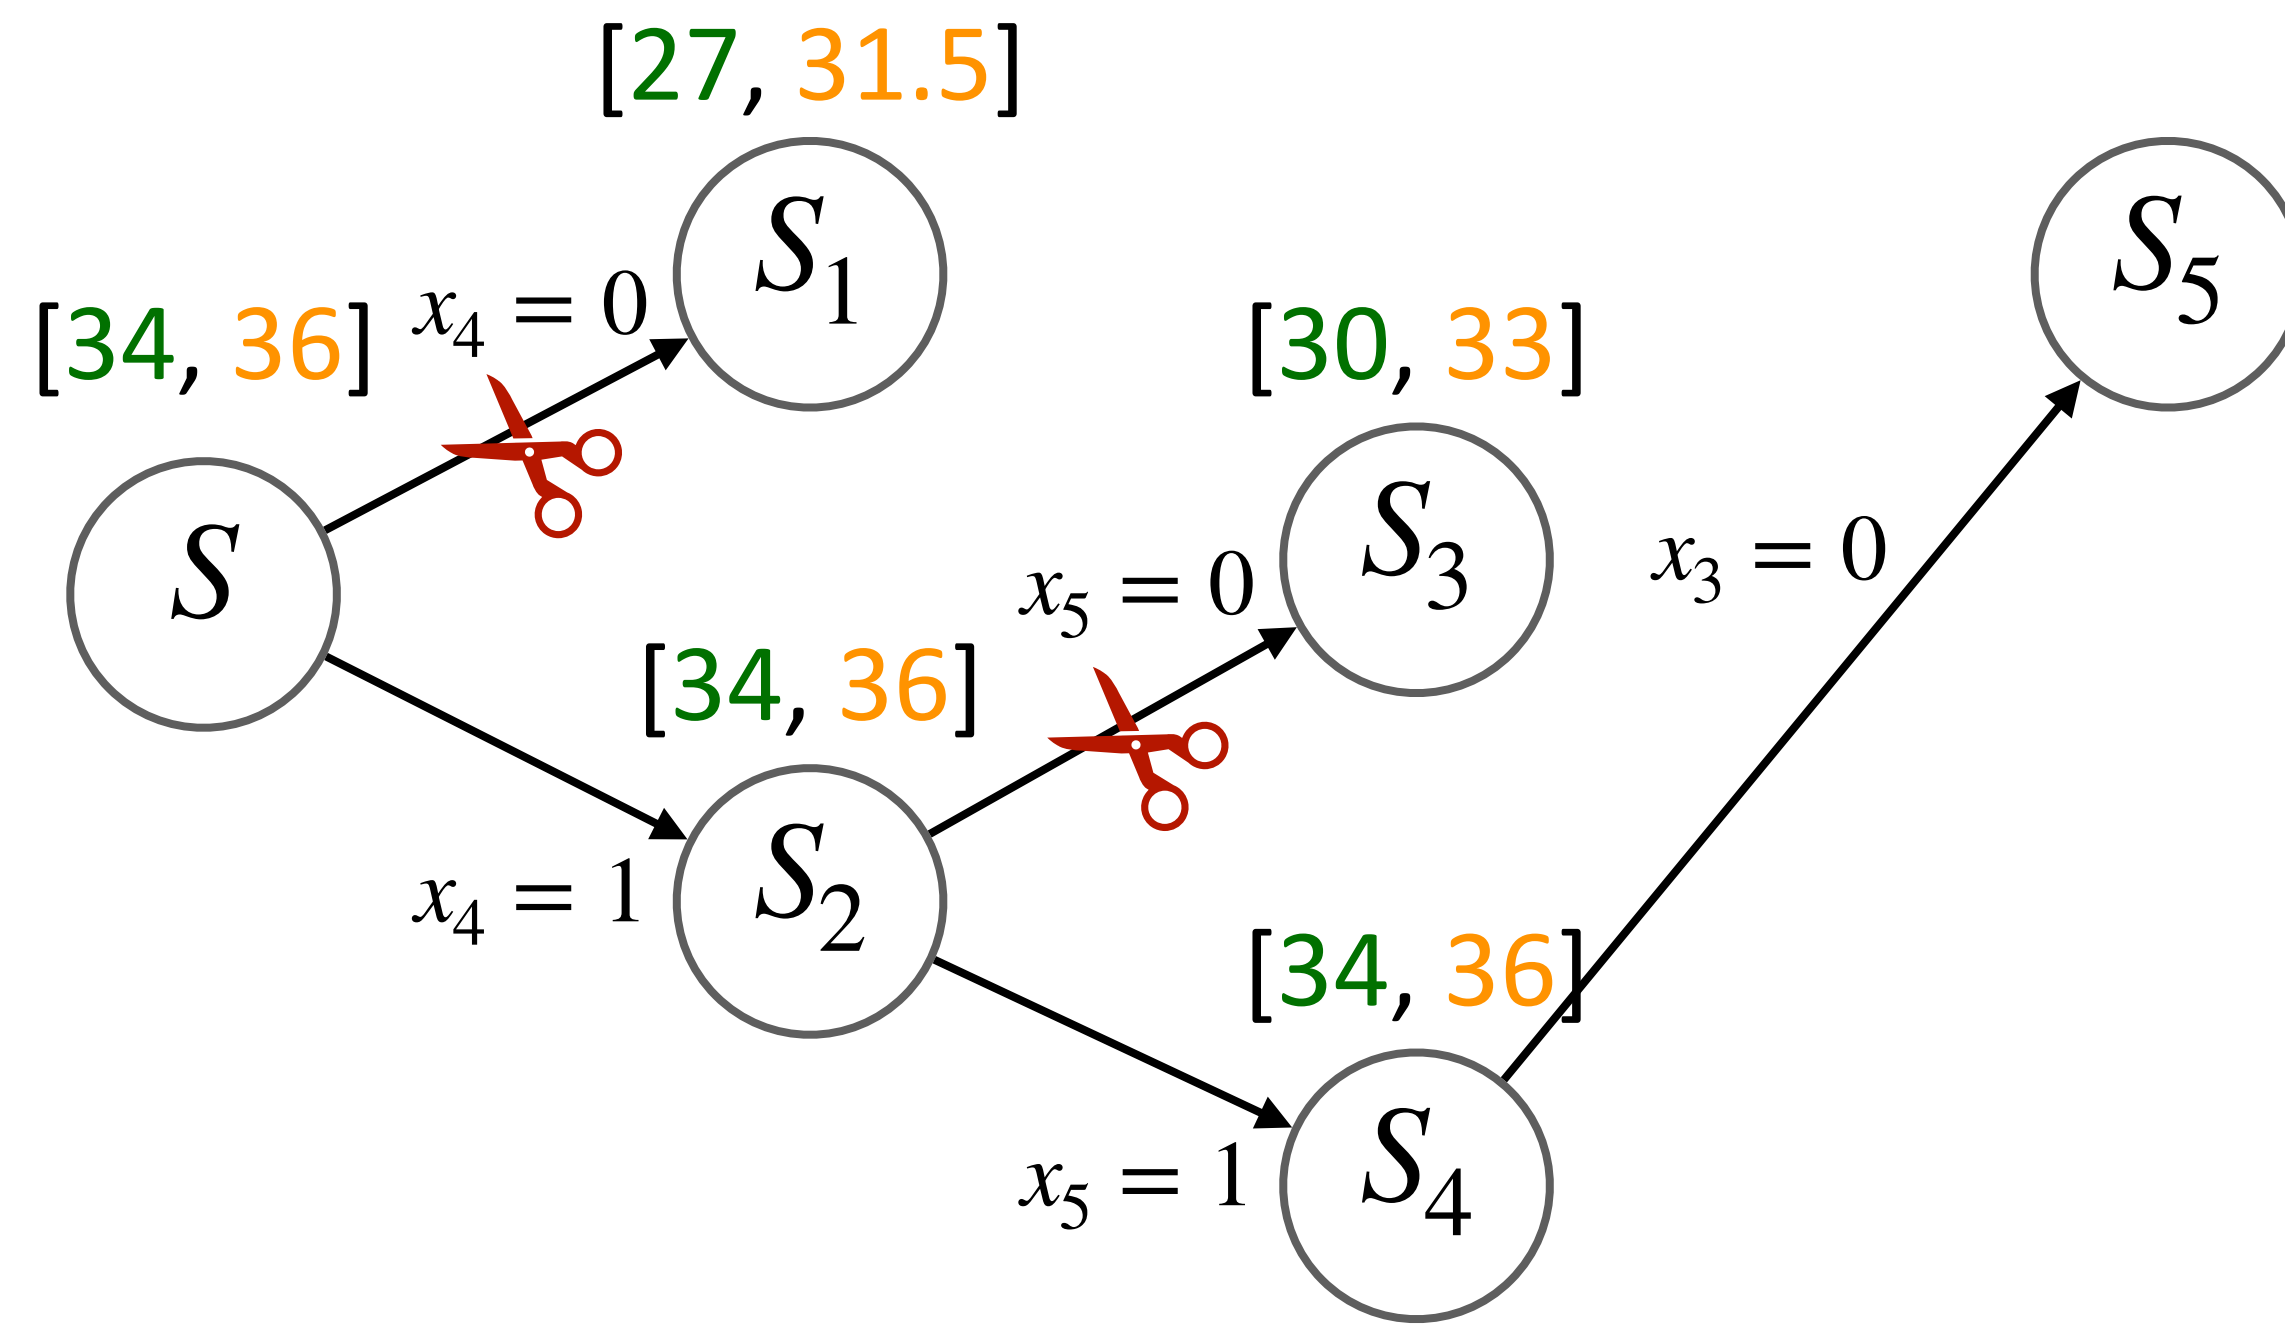 [27, 31.5]
S₁
S₅
x₄ = 0
[34, 36]
[30, 33]
S₃
S
x₅ = 0
x₃ = 0
[34, 36]
S₂
x₄ = 1
[34, 36]
S₄
x₅ = 1